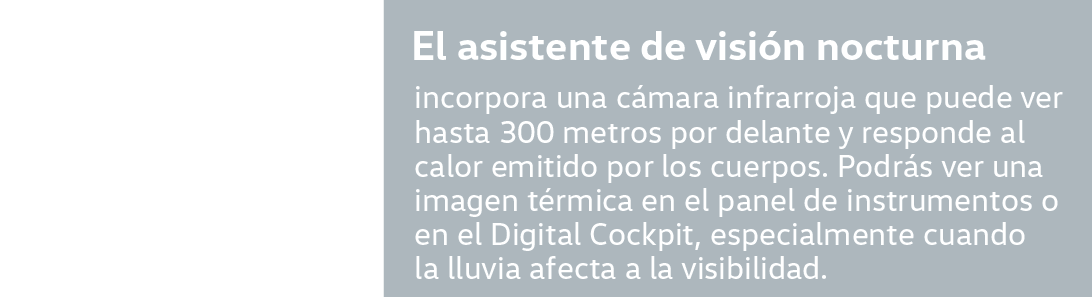 El asistente de visión nocturna
incorpora una cámara infrarroja que puede ver
hasta 300 metros por delante y responde al
calor emitido por los cuerpos. Podrás ver una
imagen térmica en el panel de instrumentos o
en el Digital Cockpit, especialmente cuando
la lluvia afecta a la visibilidad.